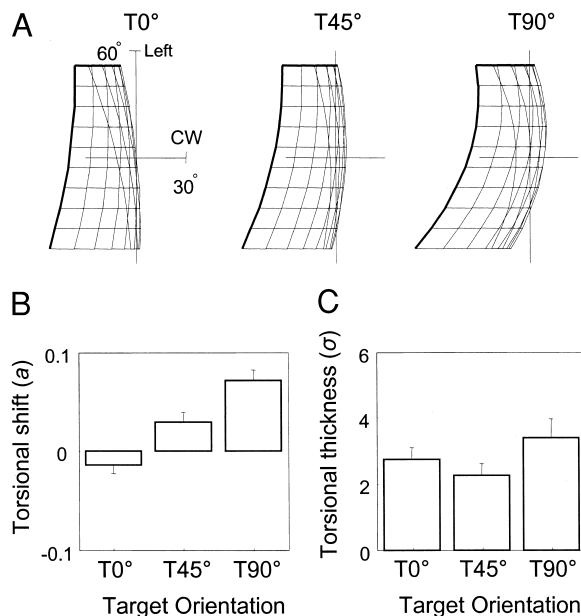 A
T0° T45° T90°
60° Left
CW
30°
B
Torsional shift (a)
0.1
0
-0.1
T0° T45° T90°
Target Orientation
C
Torsional thickness (σ)
6
4
2
0
T0° T45° T90°
Target Orientation